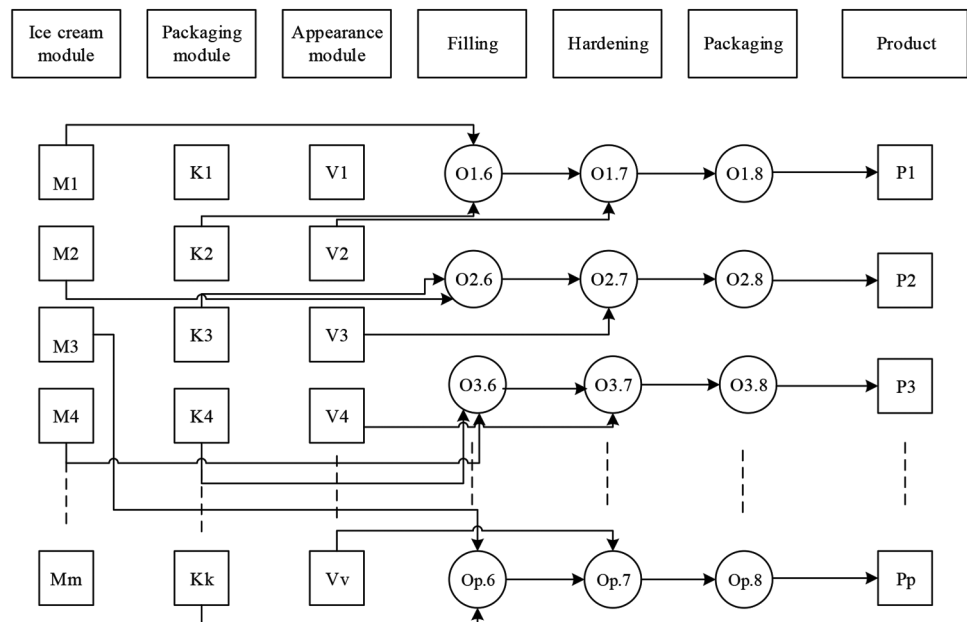 Ice cream
module
Packaging
module
Appearance
module
Filling
Hardening
Packaging
Product
M1
K1
V1
O1.6
O1.7
O1.8
P1
M2
K2
V2
O2.6
O2.7
O2.8
P2
M3
K3
V3
O3.6
O3.7
O3.8
P3
M4
K4
V4
Mm
Kk
Vv
Op.6
Op.7
Op.8
Pp